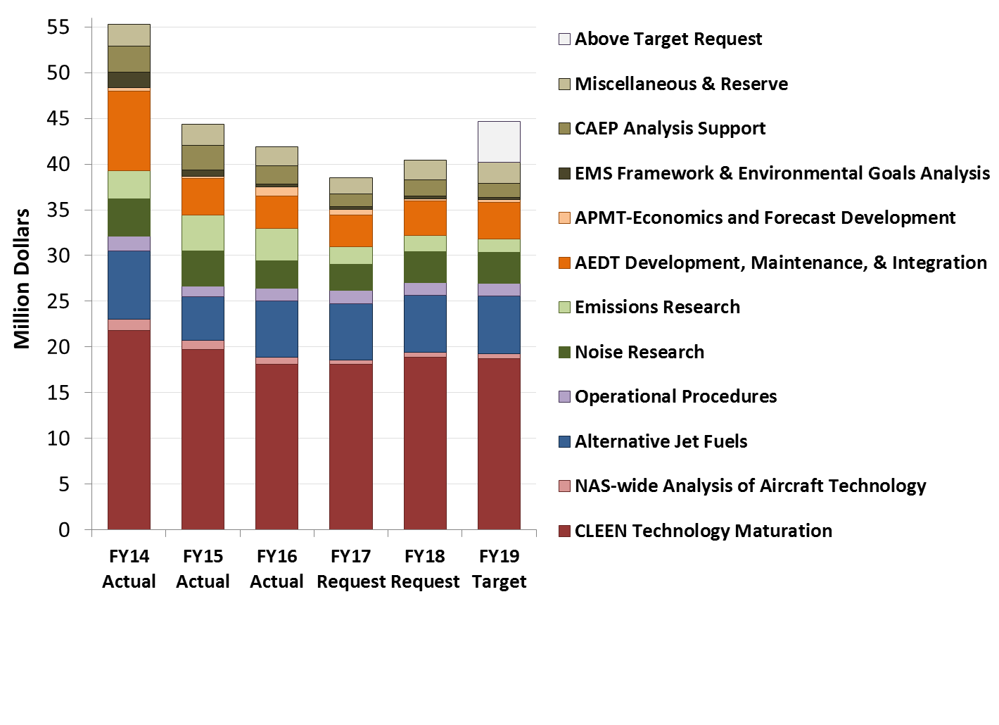 55
50
45
40
35
30
25
20
15
10
5
0
Million Dollars
FY14 FY15 FY16 FY17 FY18 FY19
Actual Actual Actual Request Request Target
Above Target Request
Miscellaneous & Reserve
CAEP Analysis Support
EMS Framework & Environmental Goals Analysis
APMT-Economics and Forecast Development
AEDT Development, Maintenance, & Integration
Emissions Research
Noise Research
Operational Procedures
Alternative Jet Fuels
NAS-wide Analysis of Aircraft Technology
CLEEN Technology Maturation